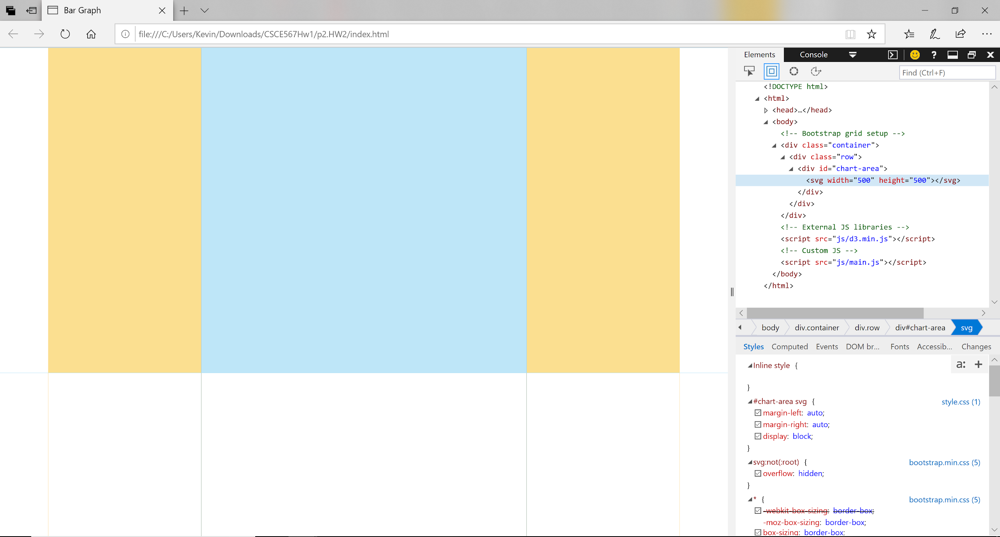 Bar Graph
file:///C:/Users/Kevin/Downloads/CSCE567Hw1/p2.HW2/index.html
Elements Console ?
Find (Ctrl+F)
<!DOCTYPE html>
<html>
<head>…</head>
<body>
<!-- Bootstrap grid setup -->
<div class="container">
<div class="row">
<div id="chart-area">
<svg width="500" height="500"></svg>
</div>
</div>
</div>
<!-- External JS libraries -->
<script src="js/d3.min.js"></script>
<!-- Custom JS -->
<script src="js/main.js"></script>
</body>
</html>
body div.container div.row div#chart-area svg
Styles Computed Events DOM br... Fonts Accessib... Changes
Inline style { a: +
}
#chart-area svg { style.css (1)
margin-left: auto;
margin-right: auto;
display: block;
}
svg:not(:root) { bootstrap.min.css (5)
overflow: hidden;
}
* { bootstrap.min.css (5)
-webkit-box-sizing: border-box;
-moz-box-sizing: border-box;
box-sizing: border-box;